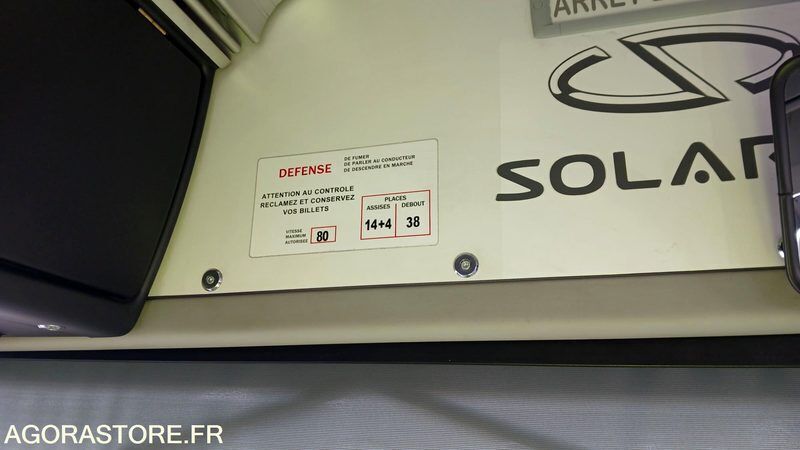 SOLAR
DEFENSE
DE FUMER
DE PARLER AU CONDUCTEUR
DE DESCENDRE EN MARCHE
ATTENTION AU CONTROLE
RECLAMEZ ET CONSERVEZ
VOS BILLETS
VITESSE
MAXIMUM
AUTORISEE
80
PLACES
ASSISES DEBOUT
14+4 38
AGORASTORE.FR